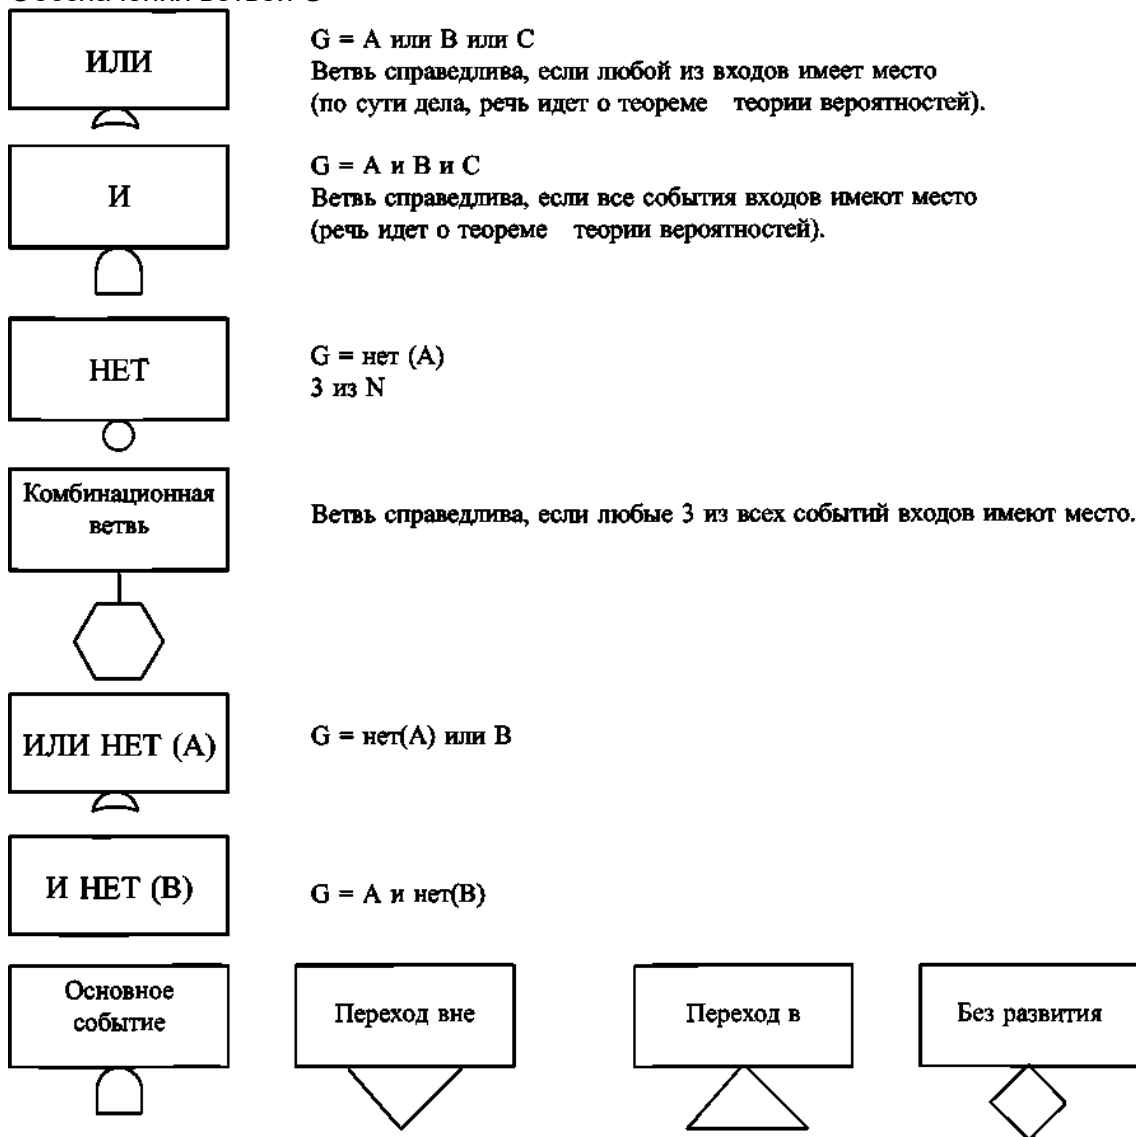 ИЛИ
G = A или B или C
Ветвь справедлива, если любой из входов имеет место
(по сути дела, речь идет о теореме теории вероятностей).
И
G = A и B и C
Ветвь справедлива, если все события входов имеют место
(речь идет о теореме теории вероятностей).
НЕТ
G = нет (A)
3 из N
Комбинационная
ветвь
Ветвь справедлива, если любые 3 из всех событий входов имеют место.
ИЛИ НЕТ (A)
G = нет(A) или B
И НЕТ (B)
G = A и нет(B)
Основное
событие
Переход вне
Переход в
Без развития